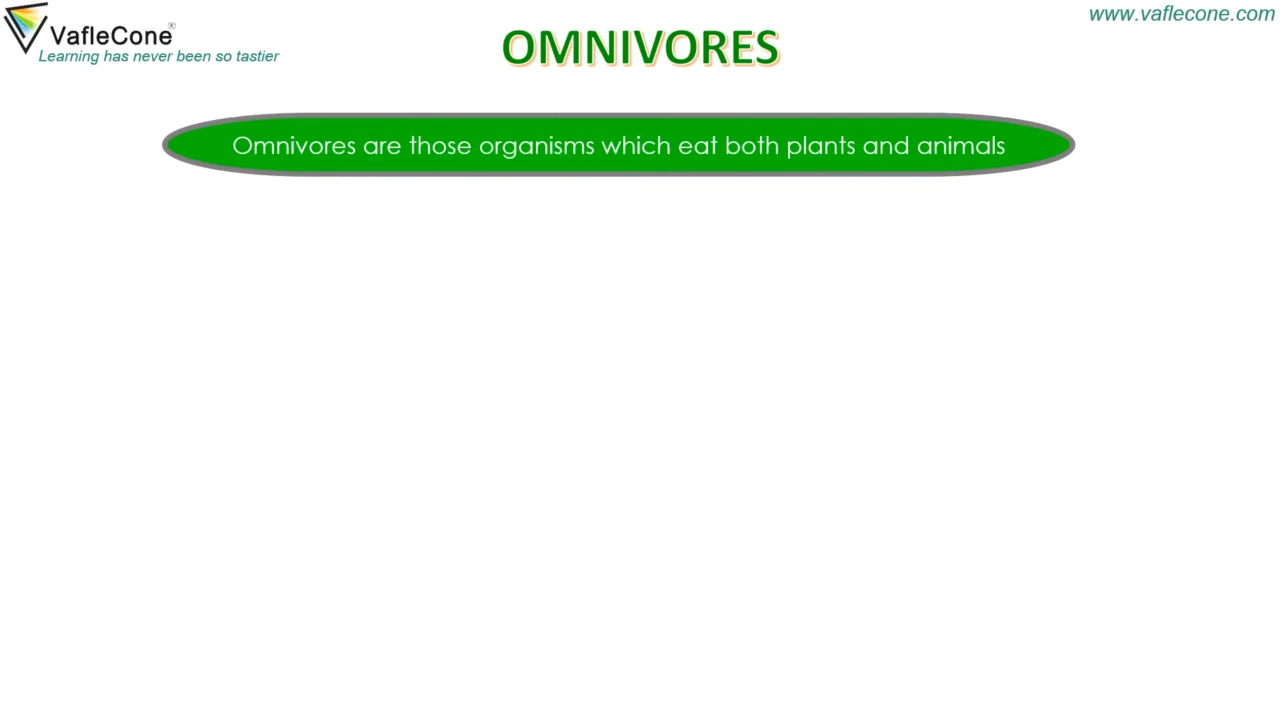 VafleCone®
Learning has never been so tastier
www.vaflecone.com
OMNIVORES
Omnivores are those organisms which eat both plants and animals